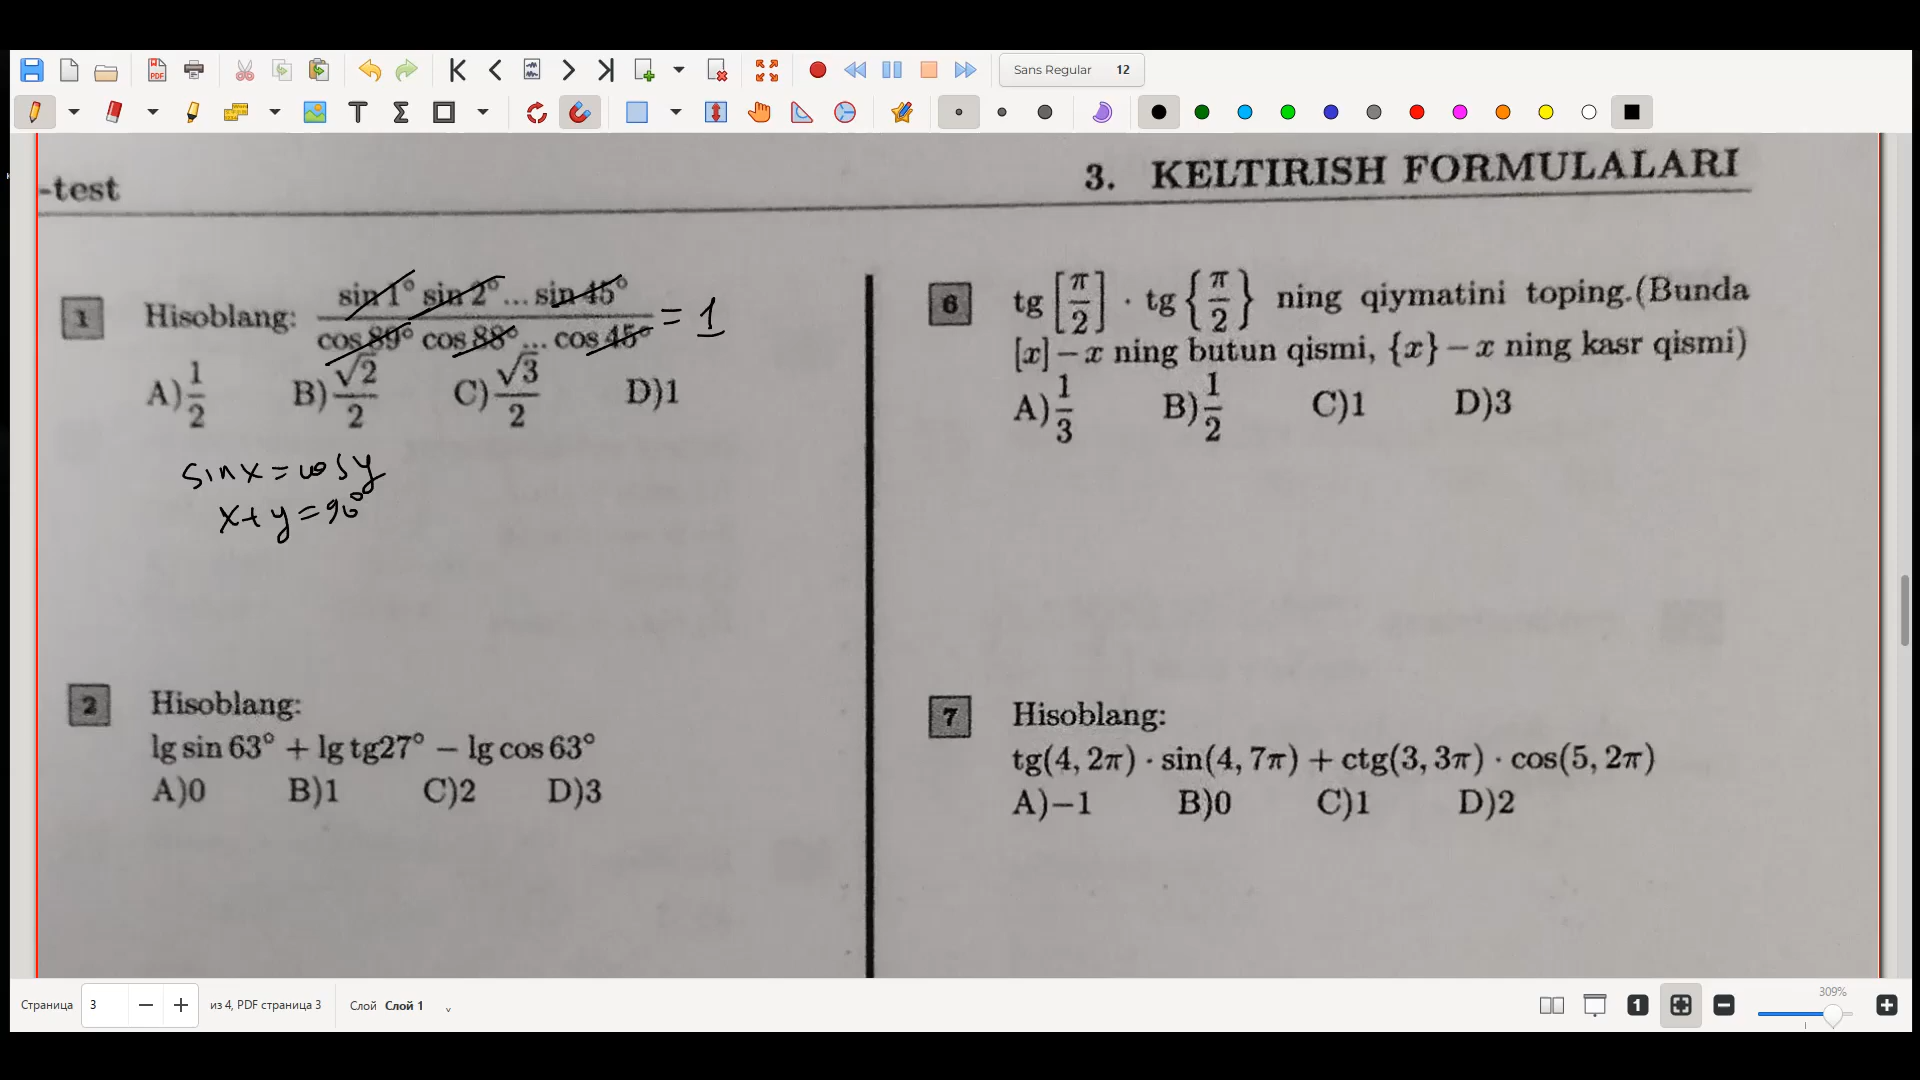 Sans Regular 12
-test
3. KELTIRISH FORMULALARI
1 Hisoblang: sin 1° sin 2° ... sin 45° / cos 89° cos 88° ... cos 45° = 1
A) 1/2 B) √2/2 C) √3/2 D)1
sin x = cos y
x + y = 90°
2 Hisoblang:
lg sin 63° + lg tg27° − lg cos 63°
A)0 B)1 C)2 D)3
6 tg [π/2] · tg {π/2} ning qiymatini toping.(Bunda
[x] − x ning butun qismi, {x} − x ning kasr qismi)
A) 1/3 B) 1/2 C)1 D)3
7 Hisoblang:
tg(4, 2π) · sin(4, 7π) + ctg(3, 3π) · cos(5, 2π)
A)−1 B)0 C)1 D)2
Страница 3 из 4, PDF страница 3 Слой Слой 1
309%